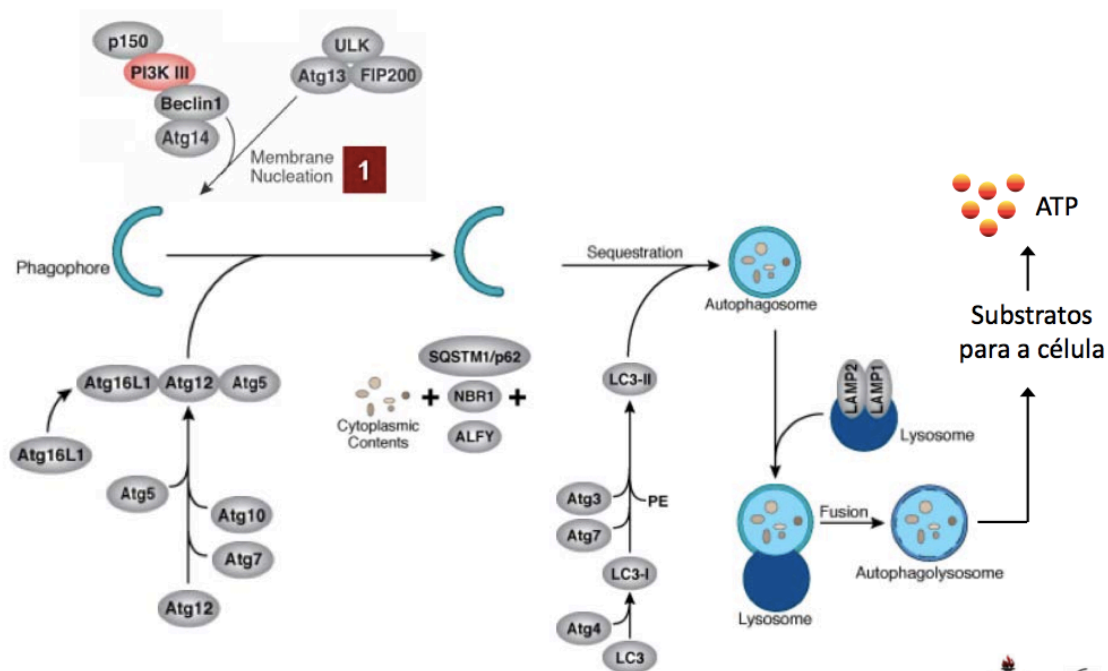 p150
PI3K III
Beclin1
Atg14
ULK
Atg13
FIP200
Membrane
Nucleation
1
Phagophore
Sequestration
Autophagosome
ATP
Substratos
para a célula
Atg16L1
Atg12
Atg5
Atg16L1
Atg5
Atg10
Atg7
Atg12
Cytoplasmic
Contents
+
SQSTM1/p62
NBR1
ALFY
+
LC3-II
Atg3
PE
Atg7
LC3-I
Atg4
LC3
LAMP2
LAMP1
Lysosome
Fusion
Autophagolysosome
Lysosome